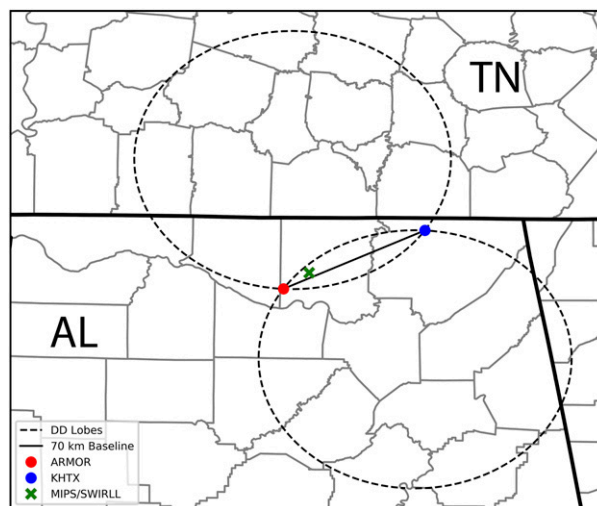 TN
AL
DD Lobes
70 km Baseline
ARMOR
KHTX
MIPS/SWIRLL